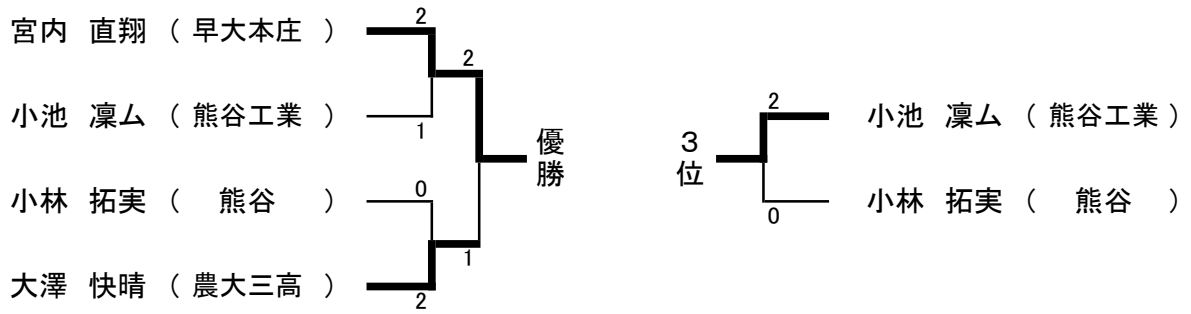 2
宮内 直翔 ( 早大本庄 )
2
小池 凜ム ( 熊谷工業 )
1
優勝
0
小林 拓実 ( 熊谷 )
1
大澤 快晴 ( 農大三高 )
2
2
小池 凜ム ( 熊谷工業 )
3位
小林 拓実 ( 熊谷 )
0